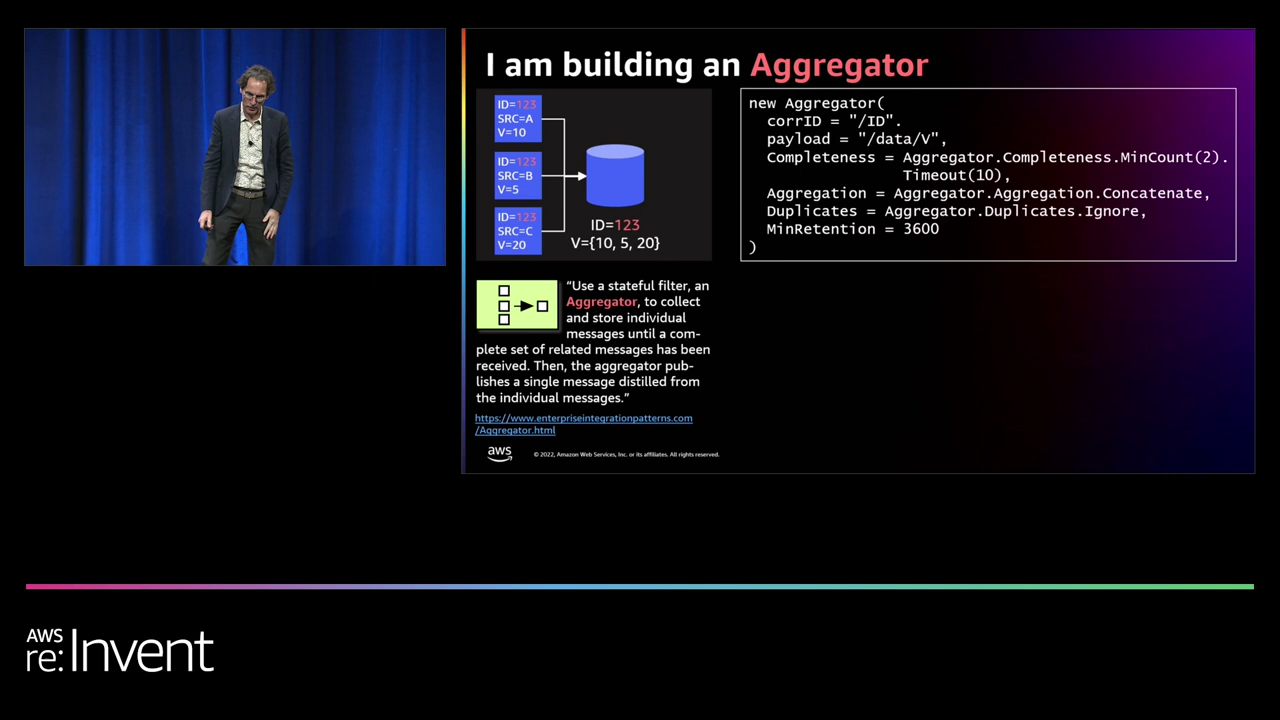 I am building an Aggregator
ID=123
SRC=A
V=10
ID=123
SRC=B
V=5
ID=123
SRC=C
V=20
ID=123
V={10, 5, 20}
new Aggregator(
corrID = "/ID".
payload = "/data/V",
Completeness = Aggregator.Completeness.MinCount(2).
Timeout(10),
Aggregation = Aggregator.Aggregation.Concatenate,
Duplicates = Aggregator.Duplicates.Ignore,
MinRetention = 3600
)
“Use a stateful filter, an
Aggregator, to collect
and store individual
messages until a com-
plete set of related messages has been
received. Then, the aggregator pub-
lishes a single message distilled from
the individual messages.”
https://www.enterpriseintegrationpatterns.com
/Aggregator.html
aws
© 2022, Amazon Web Services, Inc. or its affiliates. All rights reserved.
AWS
re:Invent